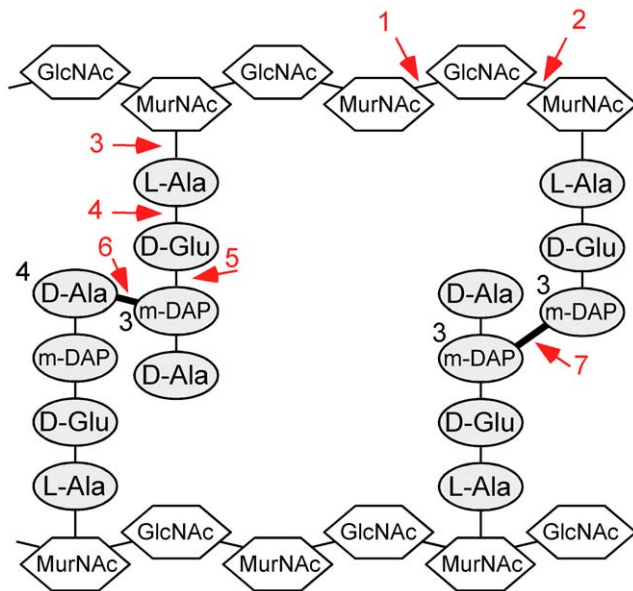 1 2
GlcNAc GlcNAc GlcNAc
MurNAc MurNAc MurNAc
3
L-Ala L-Ala
4
D-Glu D-Glu
6 5
4 D-Ala 3 m-DAP D-Ala 3 m-DAP
m-DAP D-Ala 3 m-DAP 7
D-Glu D-Glu
L-Ala L-Ala
GlcNAc GlcNAc GlcNAc
MurNAc MurNAc MurNAc